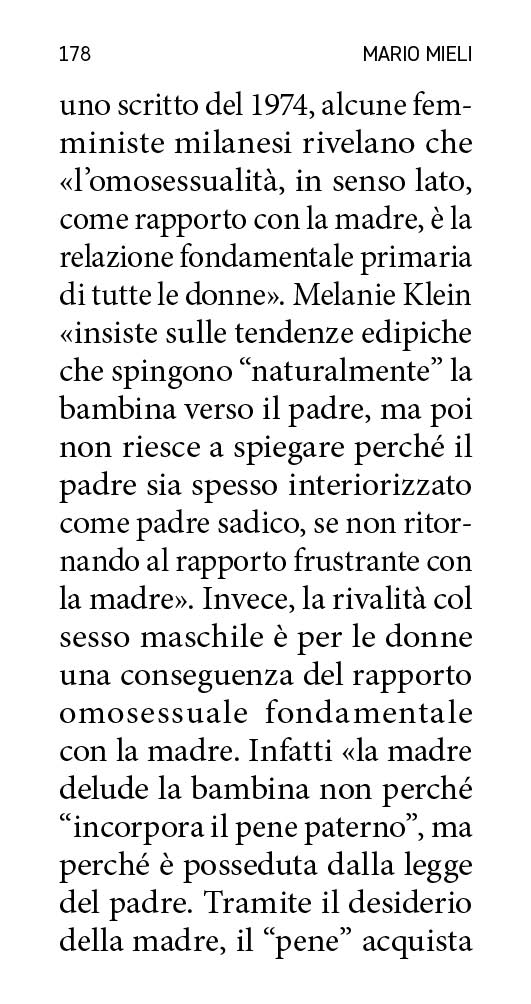 178 MARIO MIELI
uno scritto del 1974, alcune fem-
ministe milanesi rivelano che
«l’omosessualità, in senso lato,
come rapporto con la madre, è la
relazione fondamentale primaria
di tutte le donne». Melanie Klein
«insiste sulle tendenze edipiche
che spingono “naturalmente” la
bambina verso il padre, ma poi
non riesce a spiegare perché il
padre sia spesso interiorizzato
come padre sadico, se non ritor-
nando al rapporto frustrante con
la madre». Invece, la rivalità col
sesso maschile è per le donne
una conseguenza del rapporto
omosessuale fondamentale
con la madre. Infatti «la madre
delude la bambina non perché
“incorpora il pene paterno”, ma
perché è posseduta dalla legge
del padre. Tramite il desiderio
della madre, il “pene” acquista